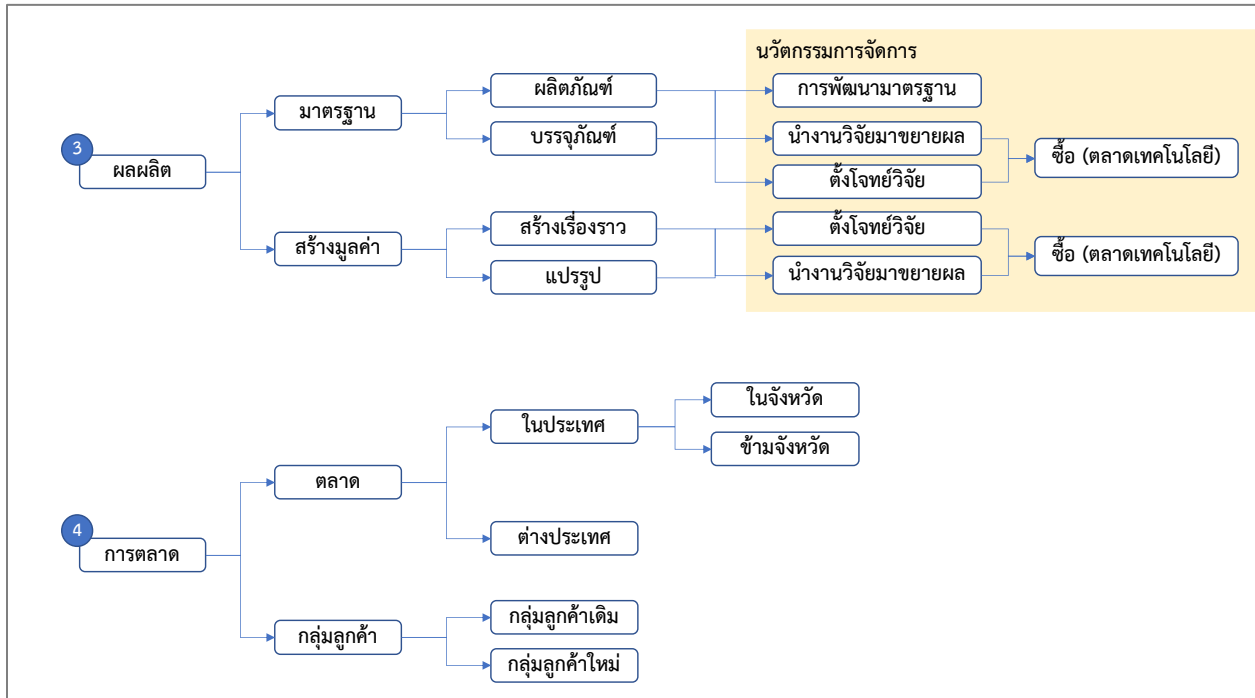 นวัตกรรมการจัดการ
3
ผลผลิต
มาตรฐาน
ผลิตภัณฑ์
บรรจุภัณฑ์
การพัฒนามาตรฐาน
นำงานวิจัยมาขยายผล
ตั้งโจทย์วิจัย
ซื้อ (ตลาดเทคโนโลยี)
สร้างมูลค่า
สร้างเรื่องราว
แปรรูป
ตั้งโจทย์วิจัย
นำงานวิจัยมาขยายผล
ซื้อ (ตลาดเทคโนโลยี)
4
การตลาด
ตลาด
ในประเทศ
ในจังหวัด
ข้ามจังหวัด
ต่างประเทศ
กลุ่มลูกค้า
กลุ่มลูกค้าเดิม
กลุ่มลูกค้าใหม่